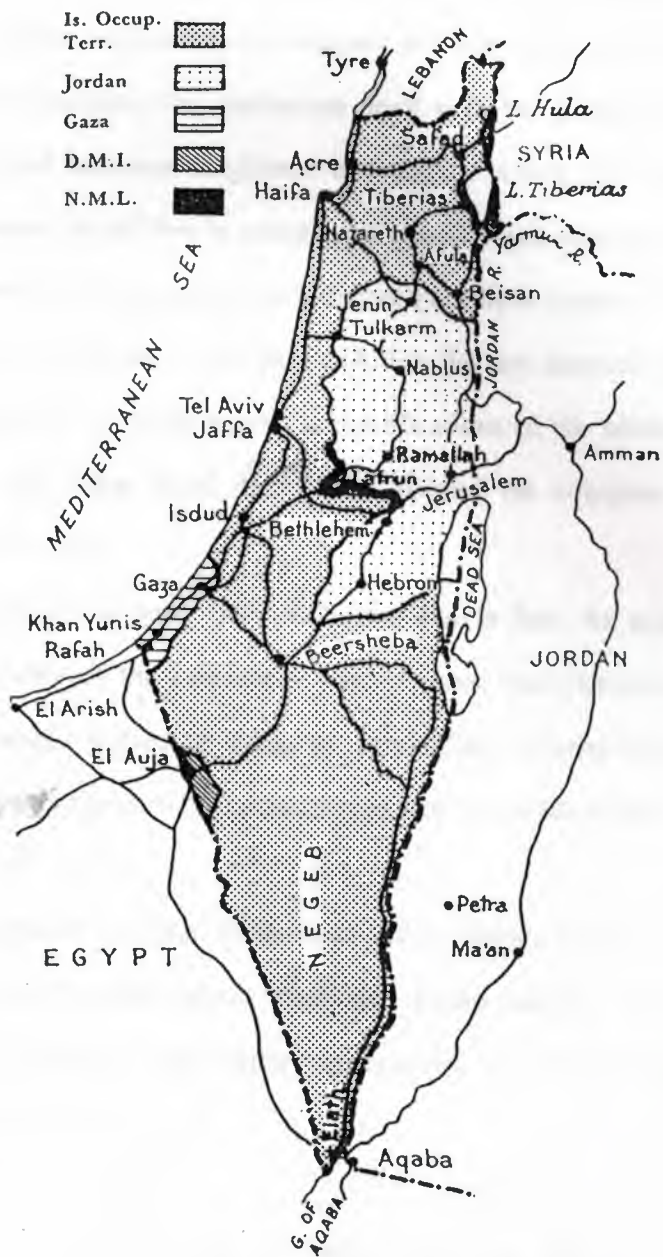 Is. Occup.
Terr.
Jordan
Gaza
D.M.I.
N.M.L.
Tyre
LEBANON
L. Hula
Safad
SYRIA
Acre
Haifa
Tiberias
L. Tiberias
Nazareth
Yarmuk R.
Afula
SEA
Jenin
Beisan
Tulkarm
JORDAN R.
Nablus
Tel Aviv
Jaffa
MEDITERRANEAN
Ramallah
Amman
Latrun
Jerusalem
Isdud
Bethlehem
Gaza
Hebron
DEAD SEA
Khan Yunis
Rafah
Beersheba
JORDAN
El Arish
El Auja
NEGEB
Petra
EGYPT
Ma'an
Elath
Aqaba
G. OF
AQABA